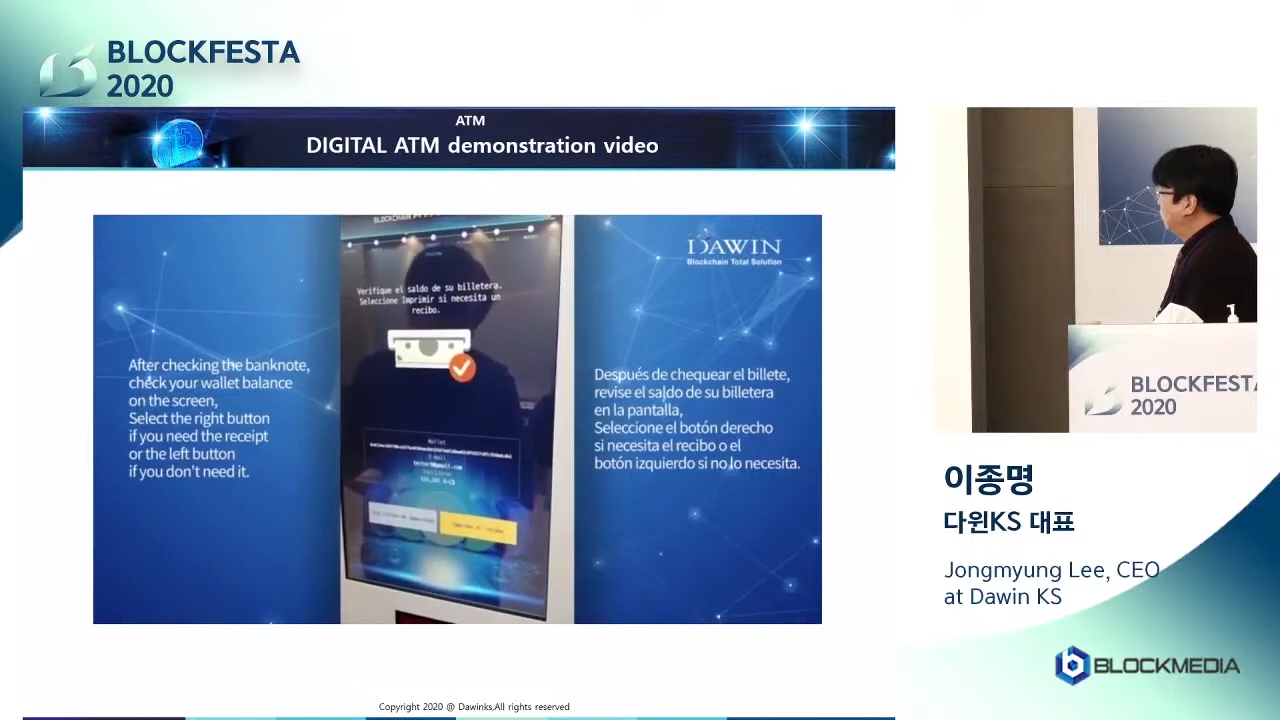 BLOCKFESTA
2020
ATM
DIGITAL ATM demonstration video
DAWIN
Blockchain Total Solution
BLOCKCHAIN
Verifique el saldo de su billetera.
Seleccione Imprimir si necesita un
recibo.
After checking the banknote,
check your wallet balance
on the screen,
Select the right button
if you need the receipt
or the left button
if you don't need it.
Después de chequear el billete,
revise el saldo de su billetera
en la pantalla,
Seleccione el botón derecho
si necesita el recibo o el
botón izquierdo si no lo necesita.
Wallet
BLOCKFESTA
2020
이종명
다윈KS 대표
Jongmyung Lee, CEO
at Dawin KS
BLOCKMEDIA
Copyright 2020 @ Dawinks,All rights reserved